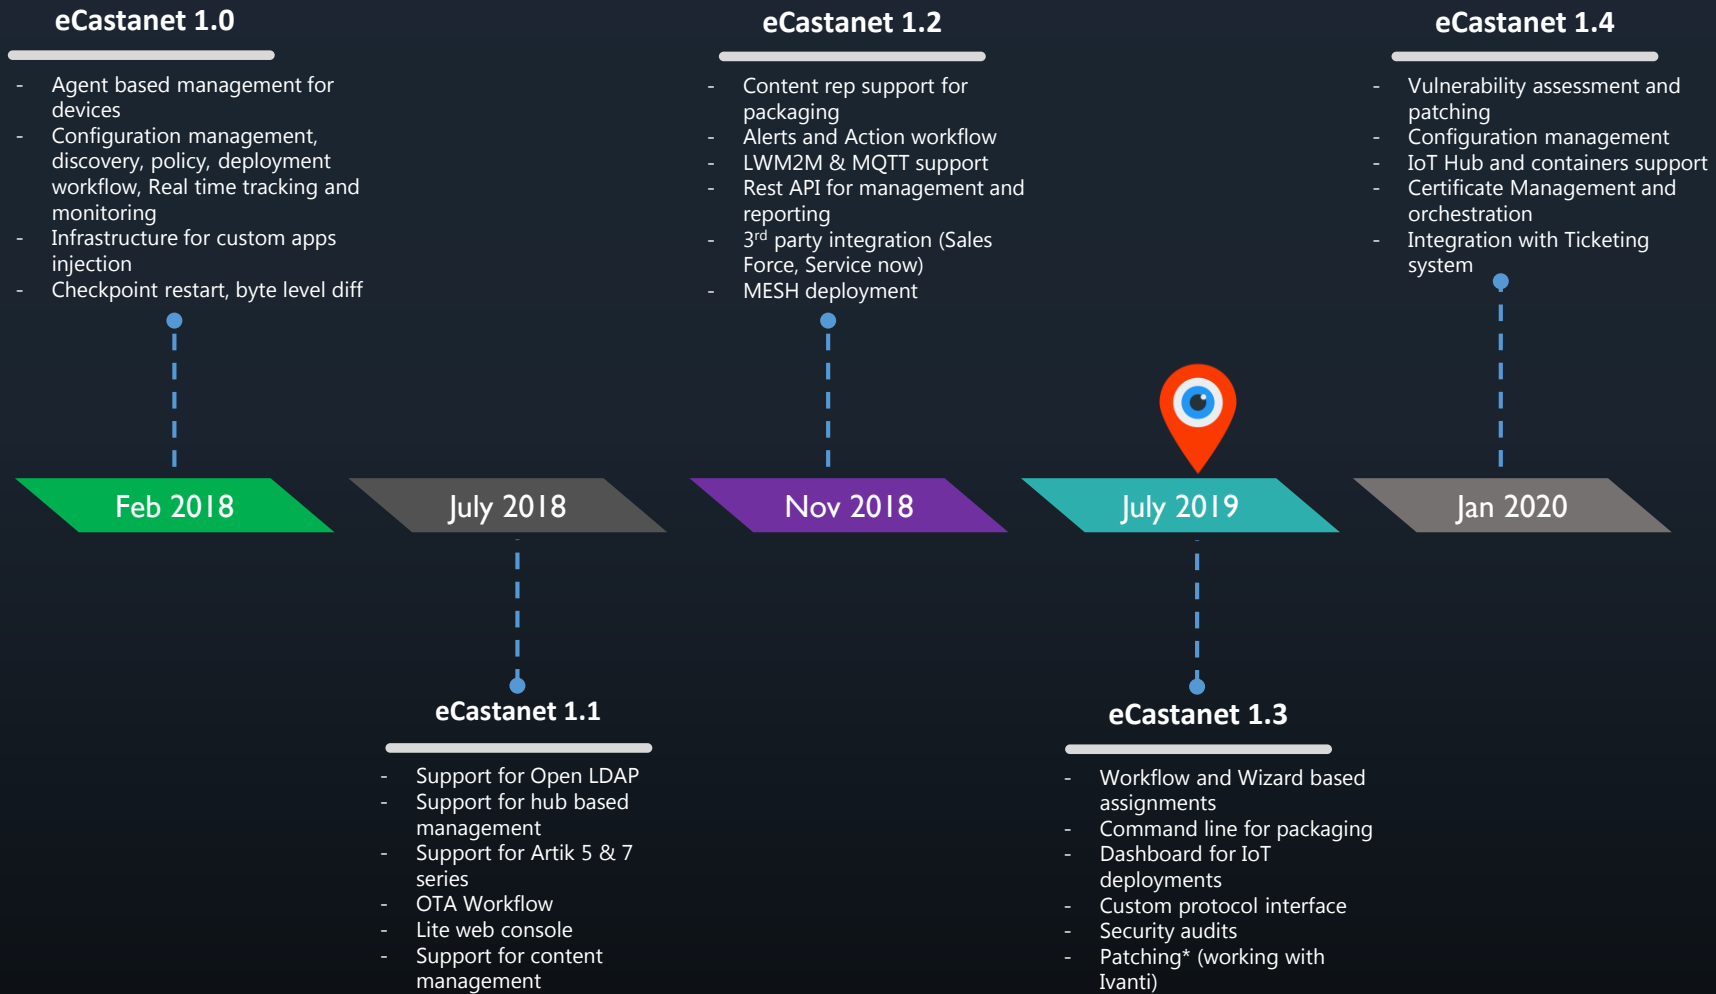 eCastanet 1.0
- Agent based management for
devices
- Configuration management,
discovery, policy, deployment
workflow, Real time tracking and
monitoring
- Infrastructure for custom apps
injection
- Checkpoint restart, byte level diff
eCastanet 1.2
- Content rep support for
packaging
- Alerts and Action workflow
- LWM2M & MQTT support
- Rest API for management and
reporting
- 3rd party integration (Sales
Force, Service now)
- MESH deployment
eCastanet 1.4
- Vulnerability assessment and
patching
- Configuration management
- IoT Hub and containers support
- Certificate Management and
orchestration
- Integration with Ticketing
system
Feb 2018
July 2018
Nov 2018
July 2019
Jan 2020
eCastanet 1.1
- Support for Open LDAP
- Support for hub based
management
- Support for Artik 5 & 7
series
- OTA Workflow
- Lite web console
- Support for content
management
eCastanet 1.3
- Workflow and Wizard based
assignments
- Command line for packaging
- Dashboard for IoT
deployments
- Custom protocol interface
- Security audits
- Patching* (working with
Ivanti)